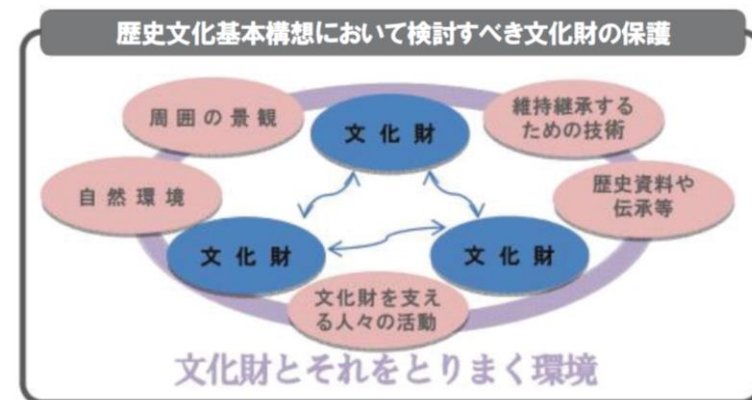 歴史文化基本構想において検討すべき文化財の保護
周囲の景観
文化財
維持継承する
ための技術
自然環境
歴史資料や
伝承等
文化財
文化財
文化財を支え
る人々の活動
文化財とそれをとりまく環境